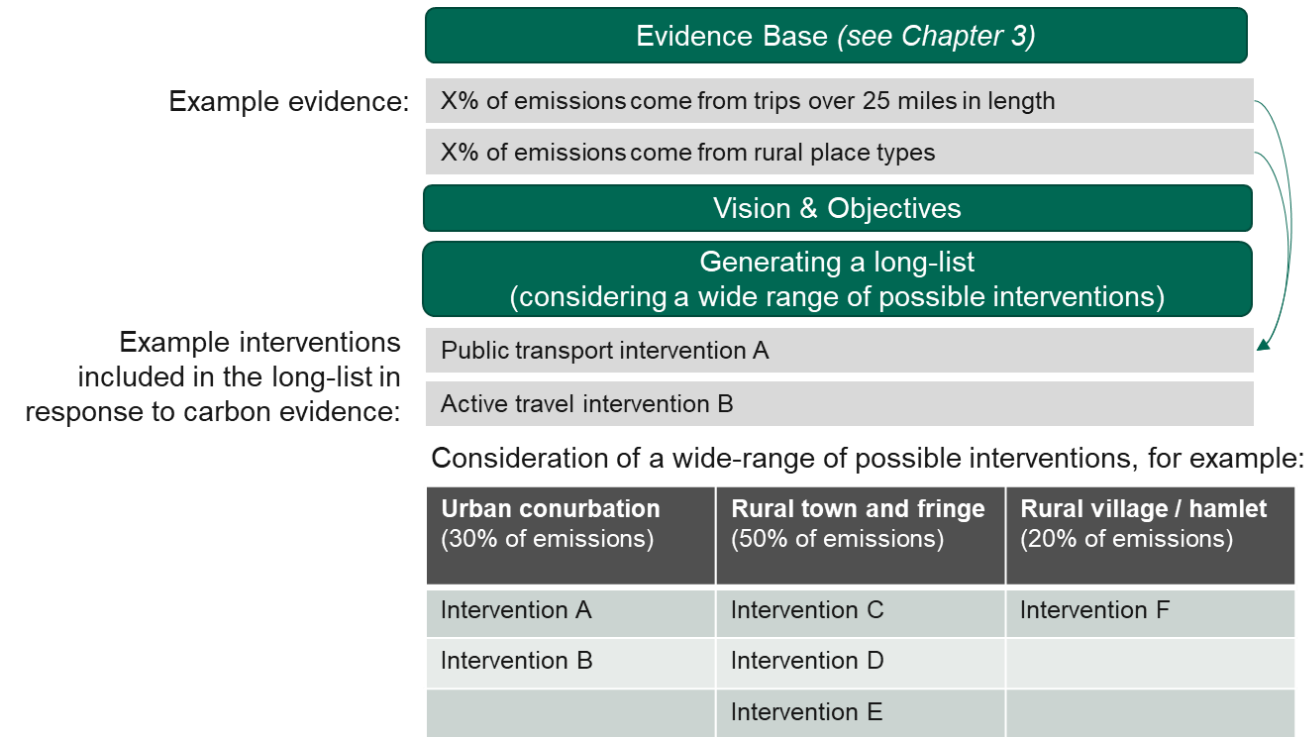 Evidence Base (see Chapter 3)
Example evidence:
X% of emissions come from trips over 25 miles in length
X% of emissions come from rural place types
Vision & Objectives
Generating a long-list
(considering a wide range of possible interventions)
Example interventions
included in the long-list in
response to carbon evidence:
Public transport intervention A
Active travel intervention B
Consideration of a wide-range of possible interventions, for example:
Urban conurbation
(30% of emissions)
Rural town and fringe
(50% of emissions)
Rural village / hamlet
(20% of emissions)
Intervention A
Intervention C
Intervention F
Intervention B
Intervention D
Intervention E